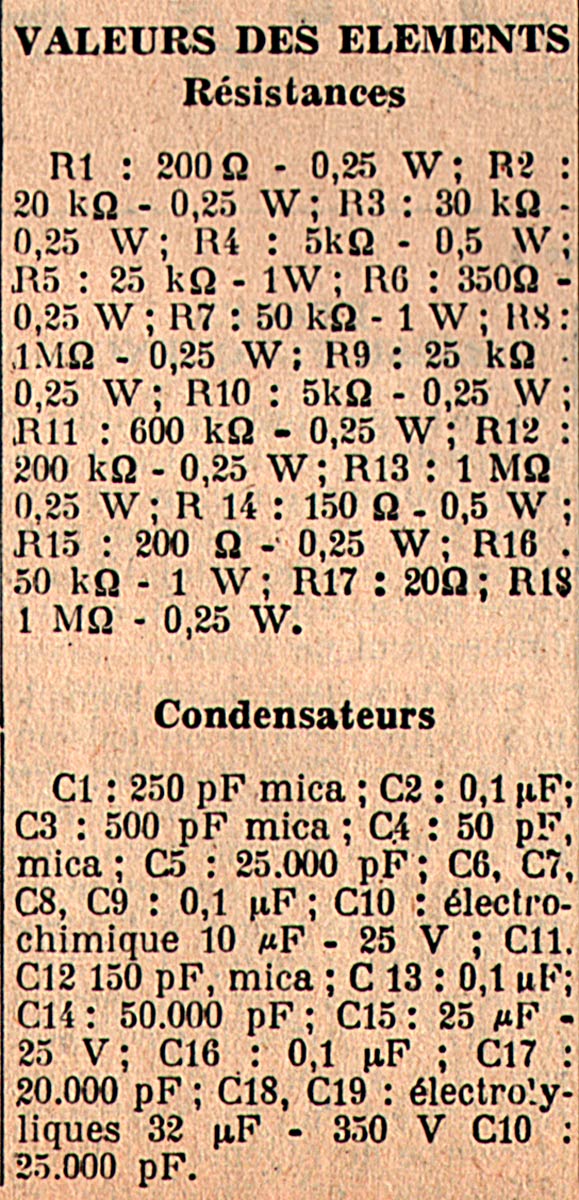 VALEURS DES ELEMENTS
Résistances
R1 : 200 Ω - 0,25 W ; R2 :
20 kΩ - 0,25 W ; R3 : 30 kΩ -
0,25 W ; R4 : 5kΩ - 0,5 W ;
R5 : 25 kΩ - 1W ; R6 : 350Ω -
0,25 W ; R7 : 50 kΩ - 1 W ; R8 :
1MΩ - 0,25 W ; R9 : 25 kΩ -
0,25 W ; R10 : 5kΩ - 0,25 W ;
R11 : 600 kΩ - 0,25 W ; R12 :
200 kΩ - 0,25 W ; R13 : 1 MΩ
0,25 W ; R 14 : 150 Ω - 0,5 W ;
R15 : 200 Ω - 0,25 W ; R16 .
50 kΩ - 1 W ; R17 : 20Ω ; R18
1 MΩ - 0,25 W.
Condensateurs
C1 : 250 pF mica ; C2 : 0,1 µF;
C3 : 500 pF mica ; C4 : 50 pF,
mica ; C5 : 25.000 pF ; C6, C7,
C8, C9 : 0,1 µF ; C10 : électro-
chimique 10 µF - 25 V ; C11.
C12 150 pF, mica ; C 13 : 0,1 µF;
C14 : 50.000 pF ; C15 : 25 µF -
25 V ; C16 : 0,1 µF ; C17 :
20.000 pF ; C18, C19 : électroly-
liques 32 µF - 350 V C10 :
25.000 pF.